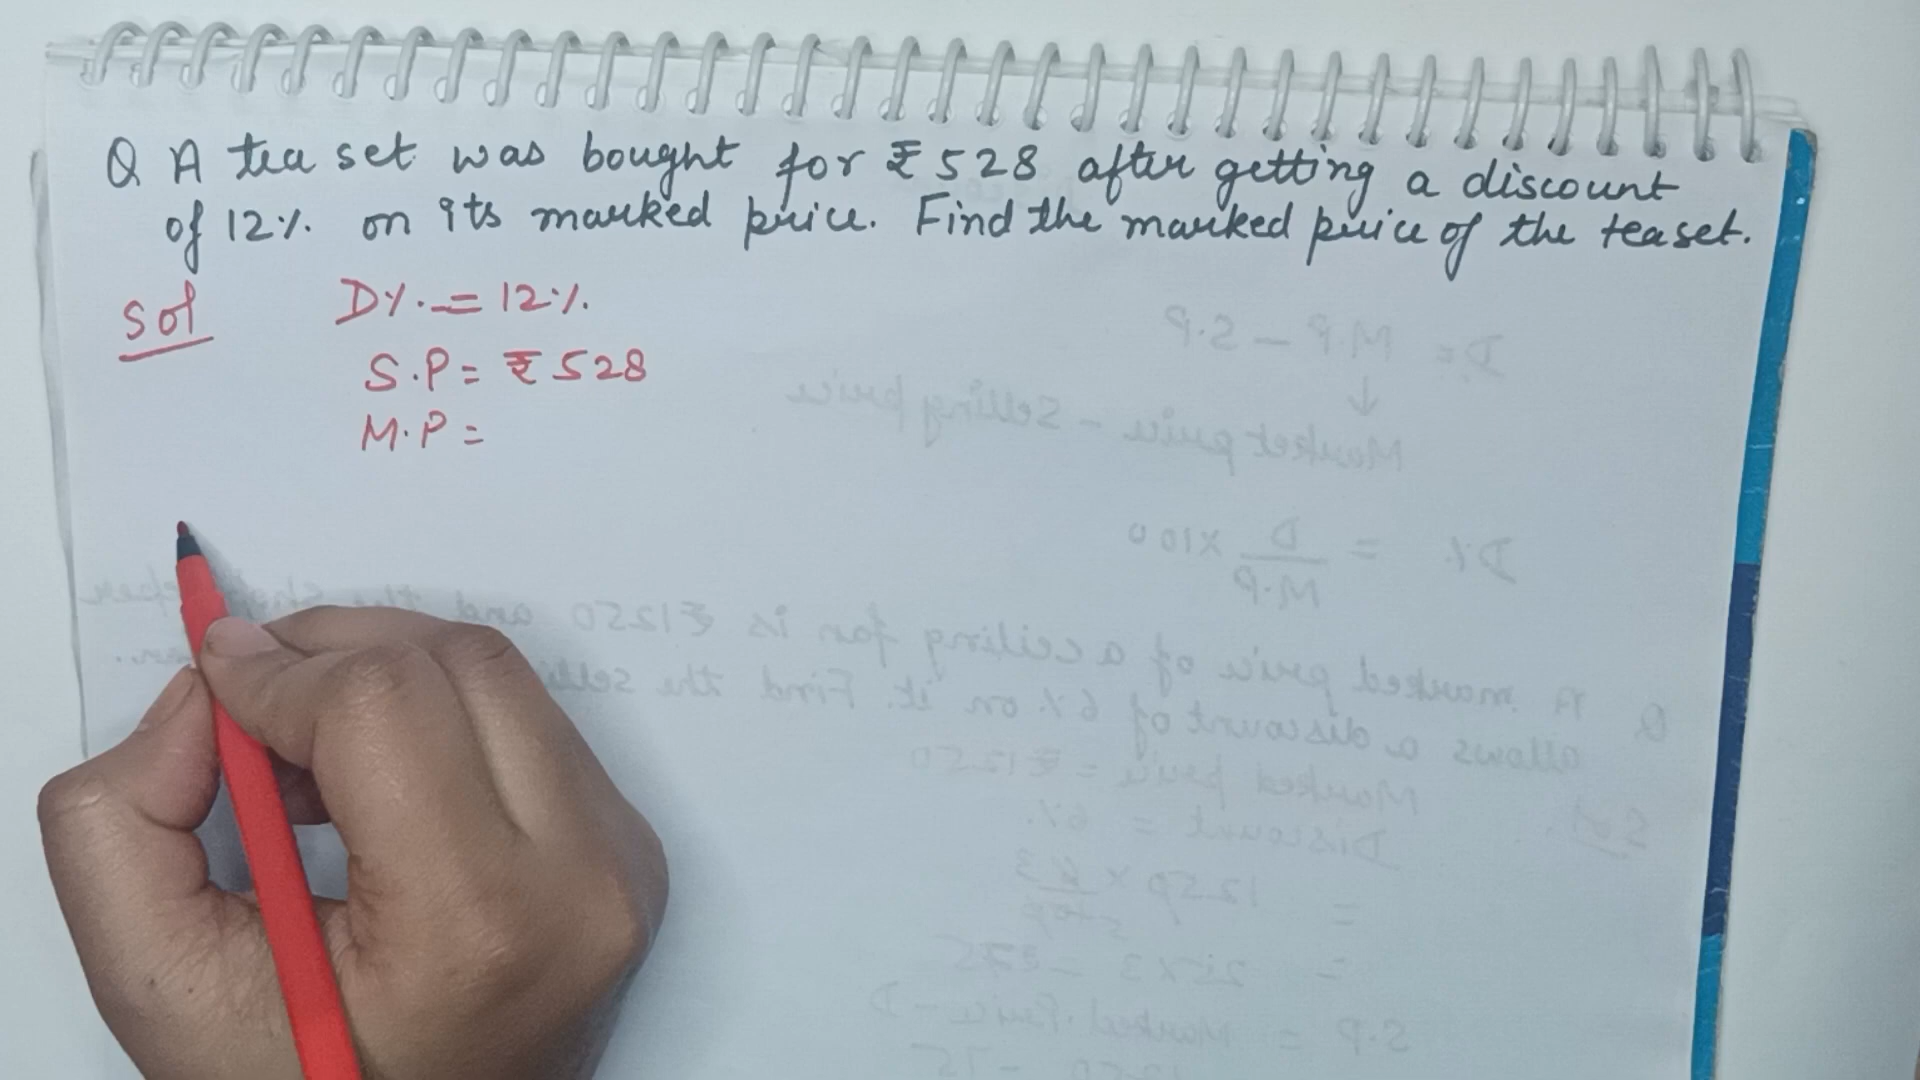 Q A tea set was bought for ₹528 after getting a discount
of 12% on its marked price. Find the marked price of the teaset.
Sol
D% = 12%
S.P = ₹528
M.P =